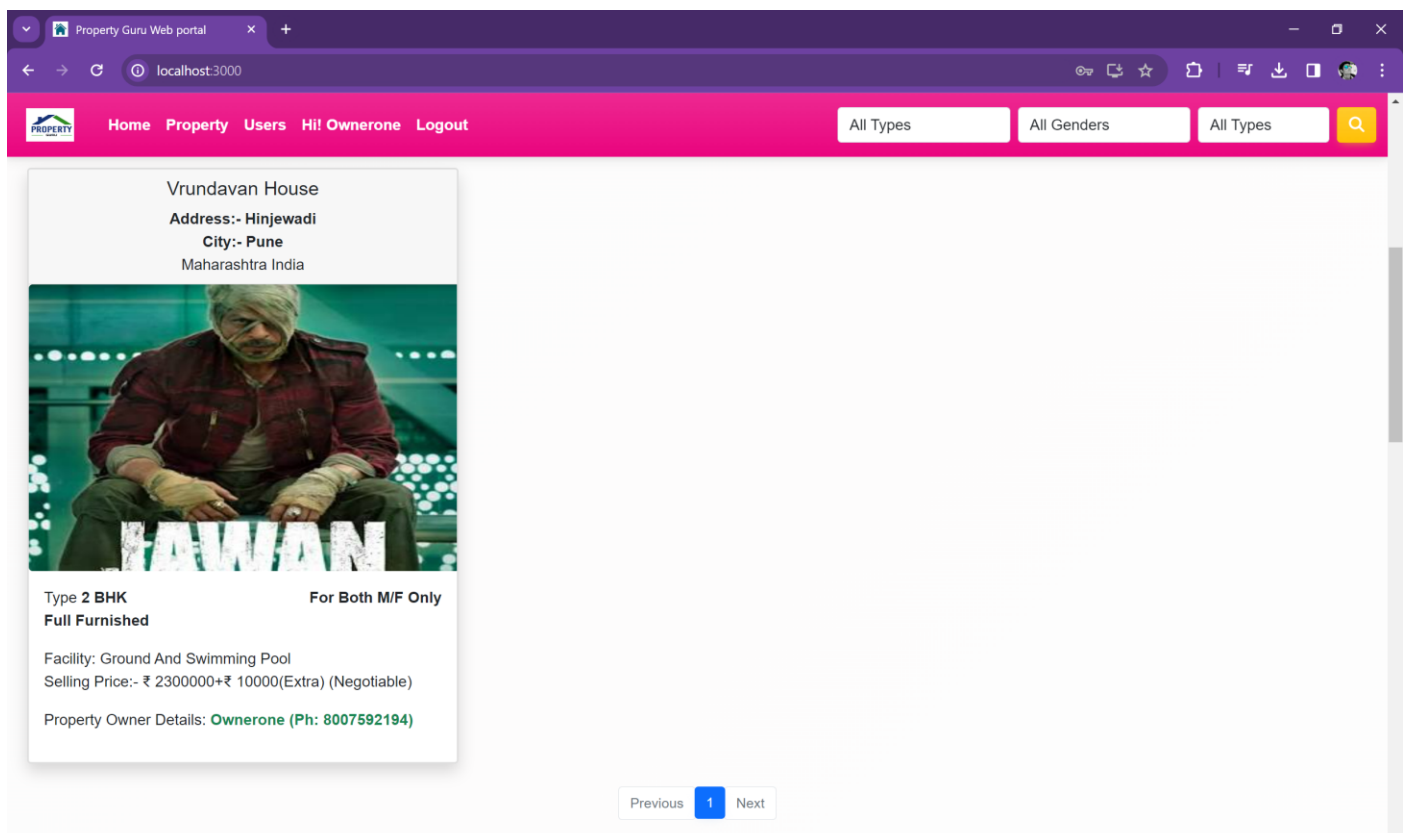 Property Guru Web portal
localhost:3000
PROPERTY
Home Property Users Hi! Ownerone Logout
All Types All Genders All Types
Vrundavan House
Address:- Hinjewadi
City:- Pune
Maharashtra India
JAWAN
Type 2 BHK For Both M/F Only
Full Furnished
Facility: Ground And Swimming Pool
Selling Price:- ₹ 2300000+₹ 10000(Extra) (Negotiable)
Property Owner Details: Ownerone (Ph: 8007592194)
Previous 1 Next